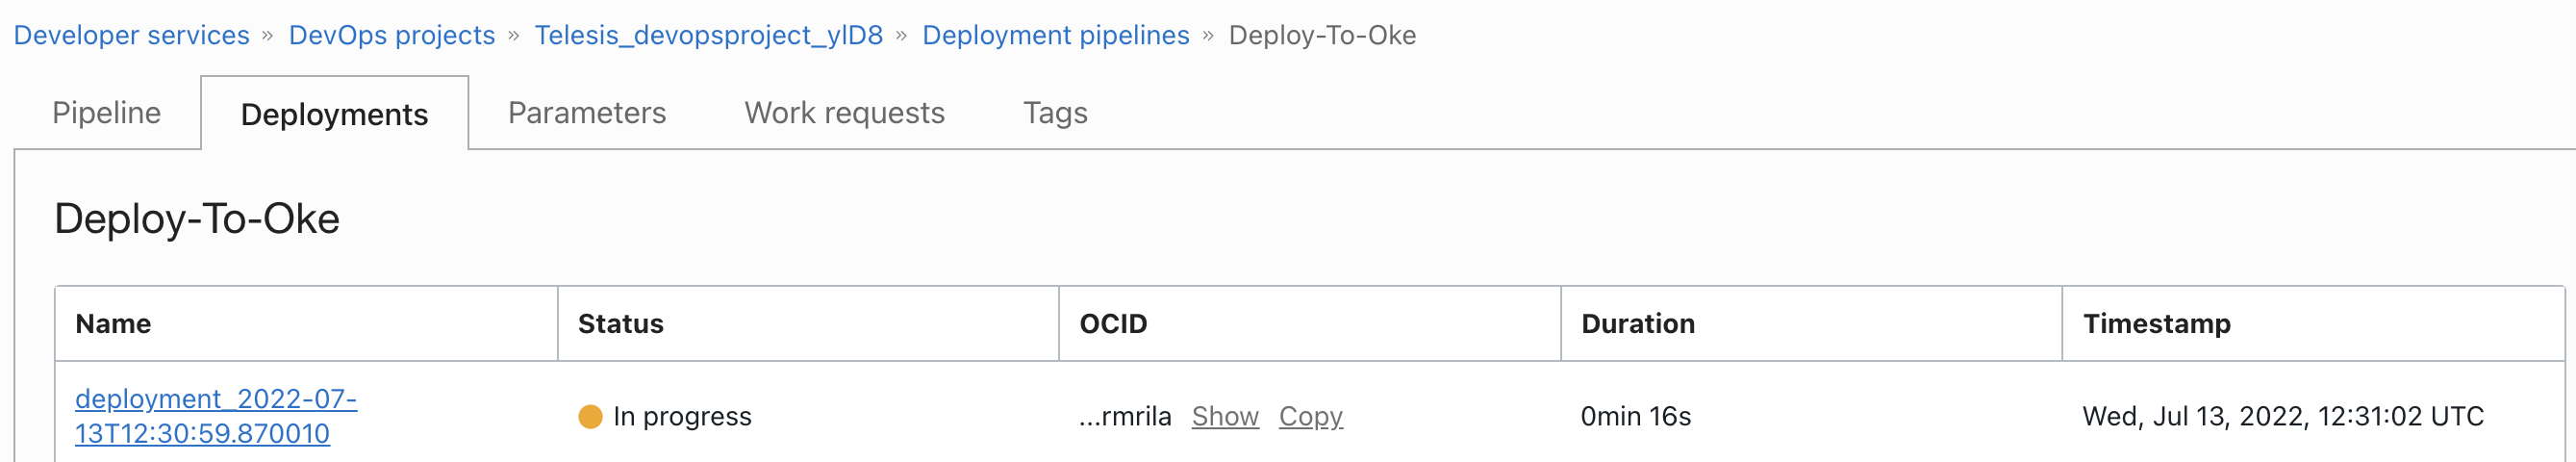 Developer services » DevOps projects » Telesis_devopsproject_ylD8 » Deployment pipelines » Deploy-To-Oke
Pipeline Deployments Parameters Work requests Tags
Deploy-To-Oke
Name Status OCID Duration Timestamp
deployment_2022-07-
13T12:30:59.870010
In progress ...rmrila Show Copy 0min 16s Wed, Jul 13, 2022, 12:31:02 UTC